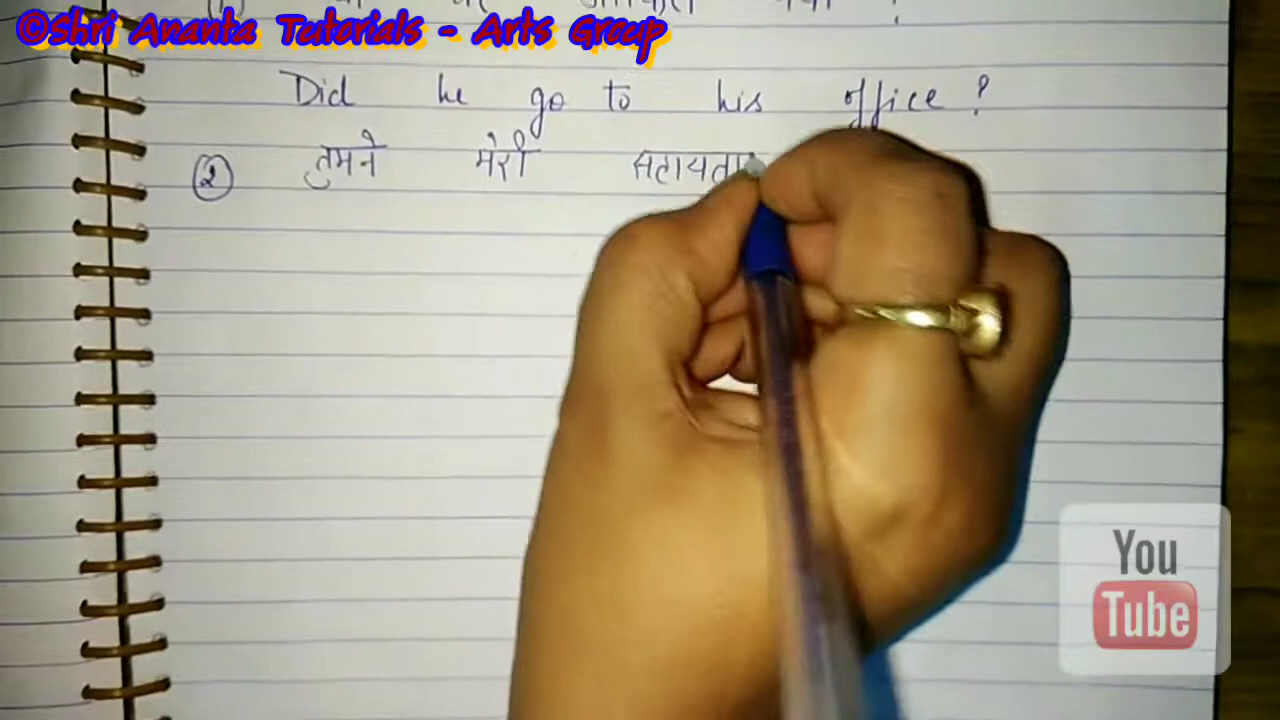 ©Shri Ananta Tutorials - Arts Group
Did he go to his office ?
② तुमने मेरी सहायता
You
Tube